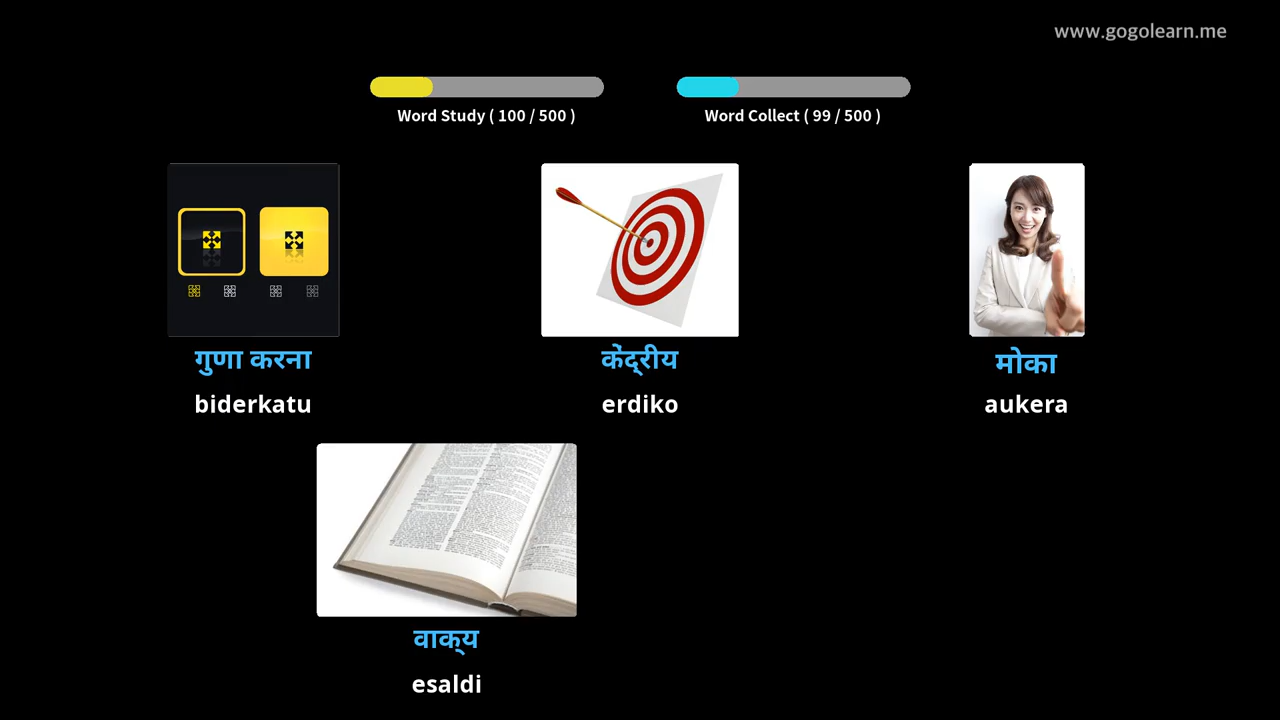 www.gogolearn.me
Word Study ( 100 / 500 )
Word Collect ( 99 / 500 )
गुणा करना
केंद्रीय
मोका
biderkatu
erdiko
aukera
वाक्य
esaldi